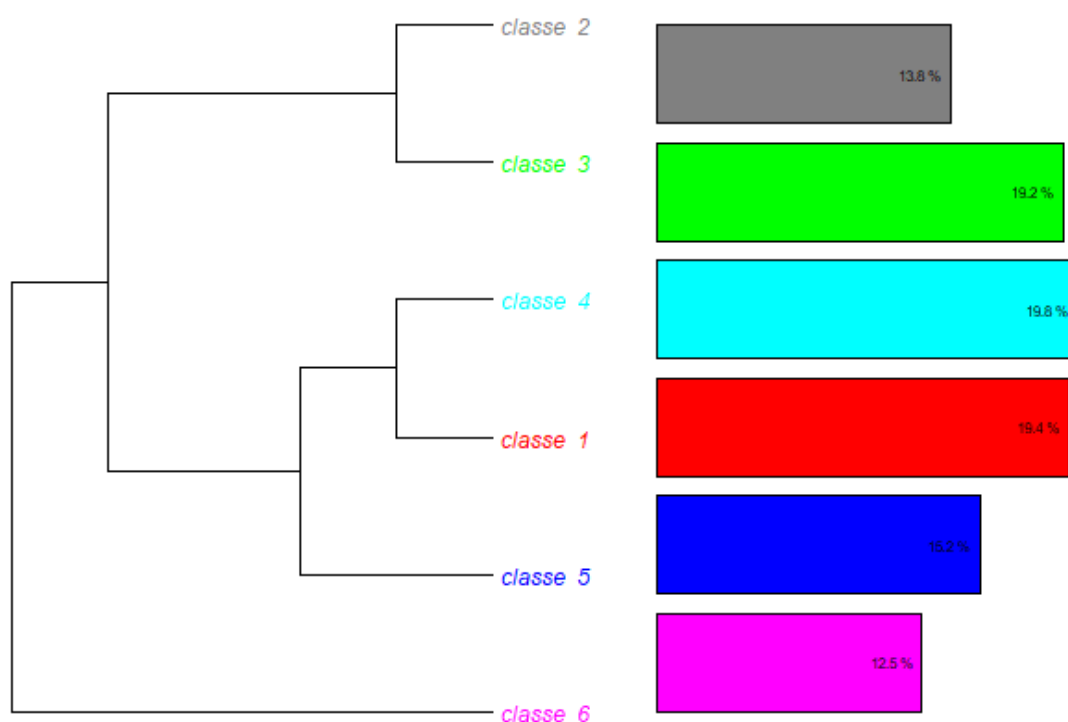 classe 2
13.8 %
classe 3
19.2 %
classe 4
19.8 %
classe 1
19.4 %
classe 5
15.2 %
classe 6
12.5 %